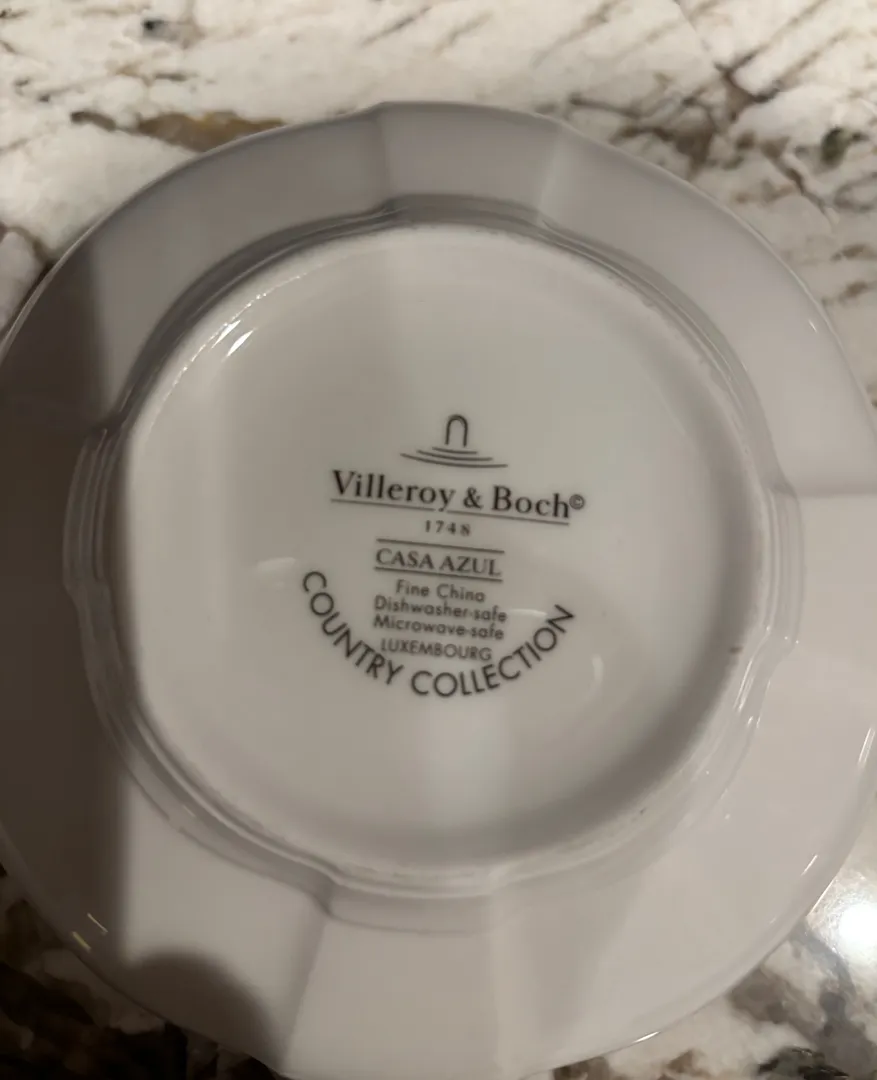 Villeroy & Boch©
1748
CASA AZUL
Fine China
Dishwasher-safe
Microwave-safe
LUXEMBOURG
COUNTRY COLLECTION